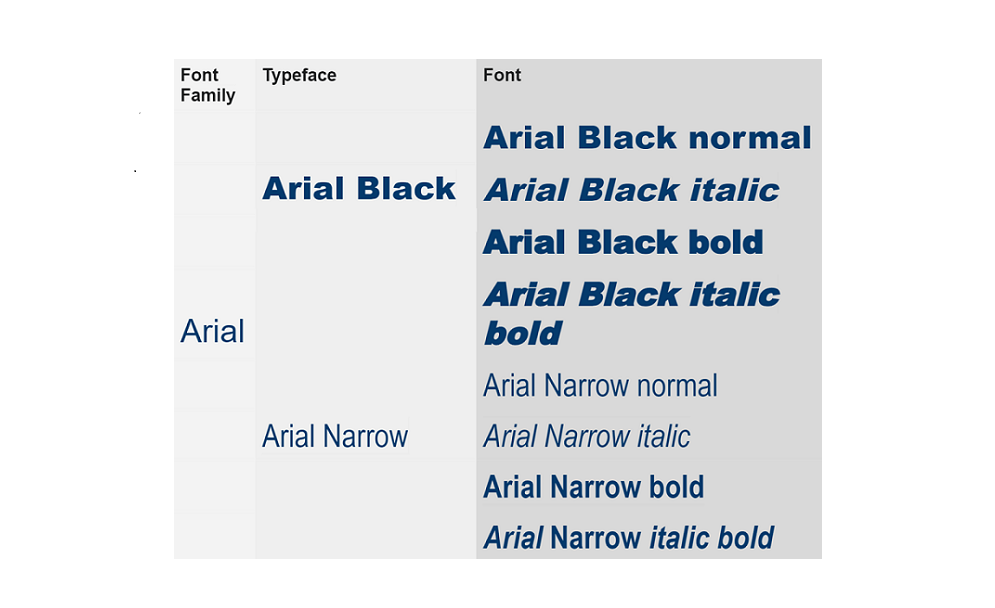 Font Family
Typeface
Font
Arial
Arial Black
Arial Black normal
Arial Black italic
Arial Black bold
Arial Black italic
bold
Arial Narrow
Arial Narrow normal
Arial Narrow italic
Arial Narrow bold
Arial Narrow italic bold